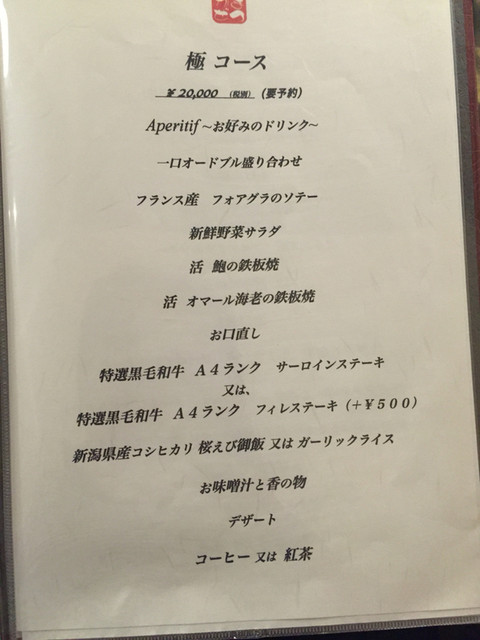 極 コース
¥20,000 (税別) (要予約)
Aperitif ~お好みのドリンク~
一口オードブル盛り合わせ
フランス産 フォアグラのソテー
新鮮野菜サラダ
活 鮑の鉄板焼
活 オマール海老の鉄板焼
お口直し
特選黒毛和牛 A4ランク サーロインステーキ
又は、
特選黒毛和牛 A4ランク フィレステーキ(+¥500)
新潟県産コシヒカリ 桜えび御飯 又は ガーリックライス
お味噌汁と香の物
デザート
コーヒー 又は 紅茶